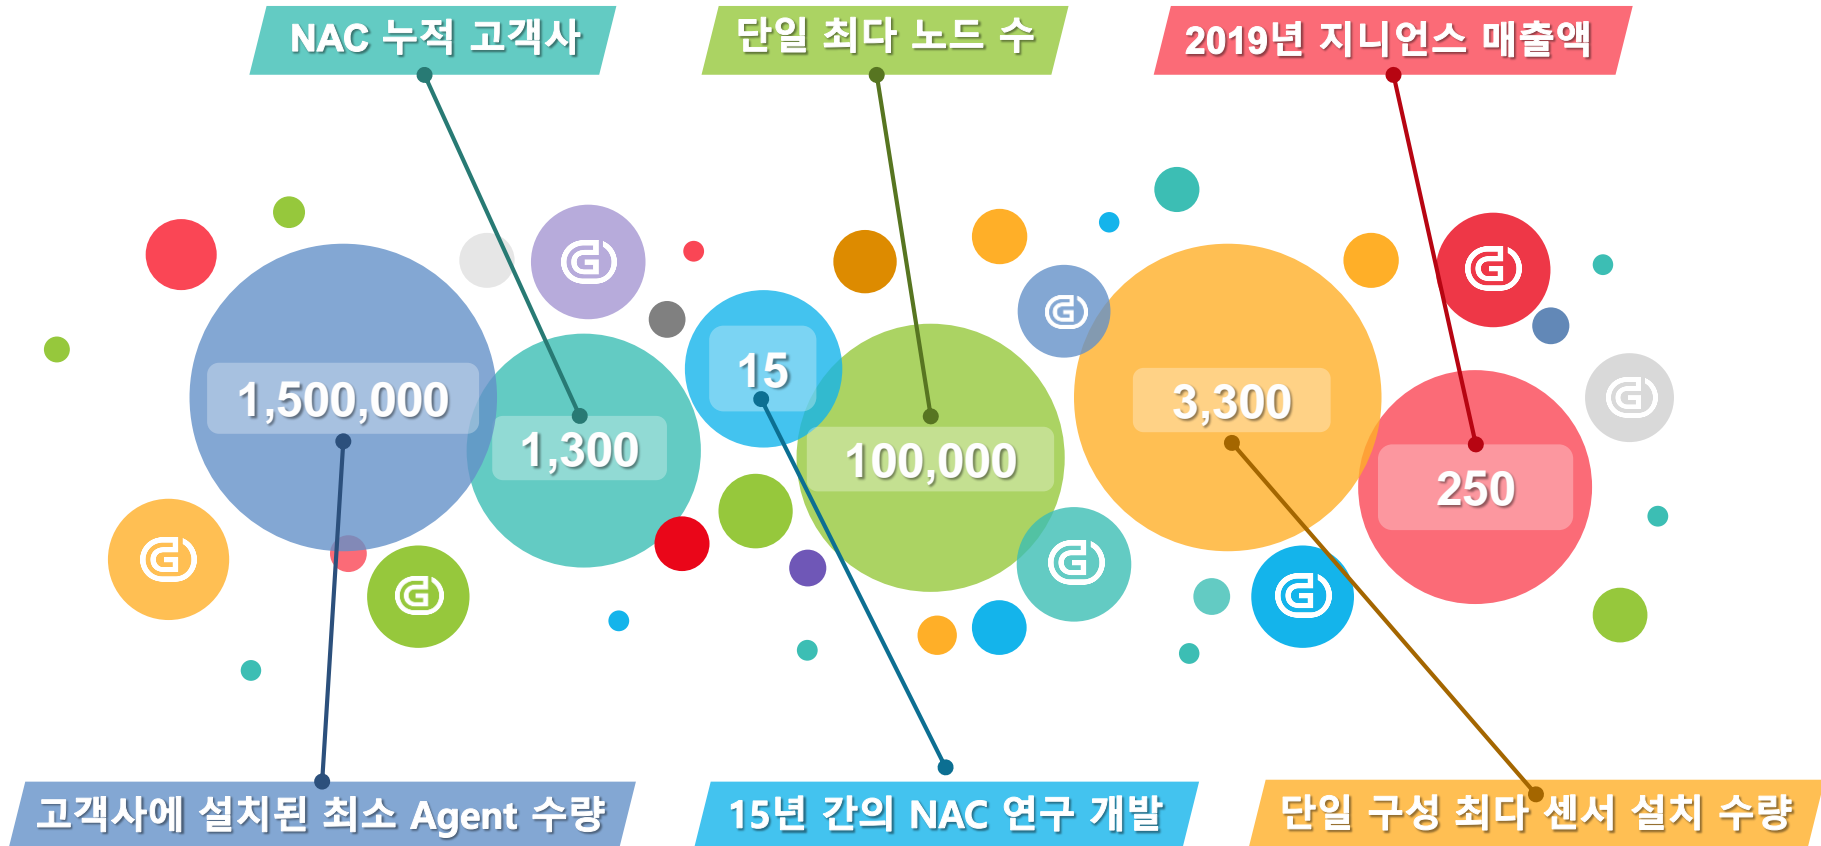 NAC 누적 고객사
단일 최다 노드 수
2019년 지니언스 매출액
1,500,000
1,300
15
100,000
3,300
250
고객사에 설치된 최소 Agent 수량
15년 간의 NAC 연구 개발
단일 구성 최다 센서 설치 수량